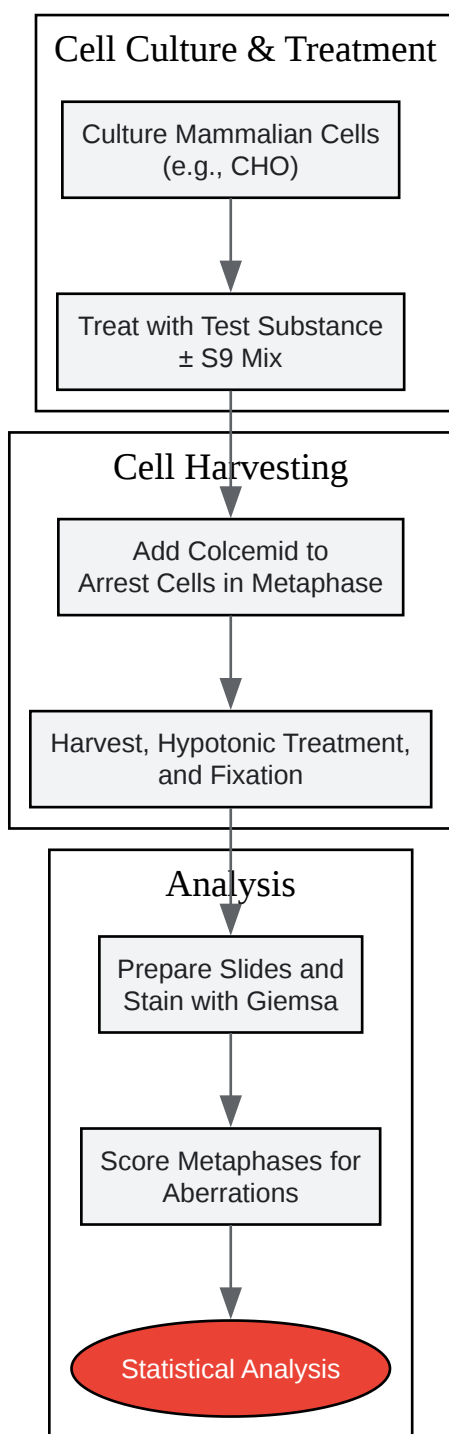 Cell Culture & Treatment
Culture Mammalian Cells
(e.g., CHO)
Treat with Test Substance
± S9 Mix
Cell Harvesting
Add Colcemid to
Arrest Cells in Metaphase
Harvest, Hypotonic Treatment,
and Fixation
Analysis
Prepare Slides and
Stain with Giemsa
Score Metaphases for
Aberrations
Statistical Analysis